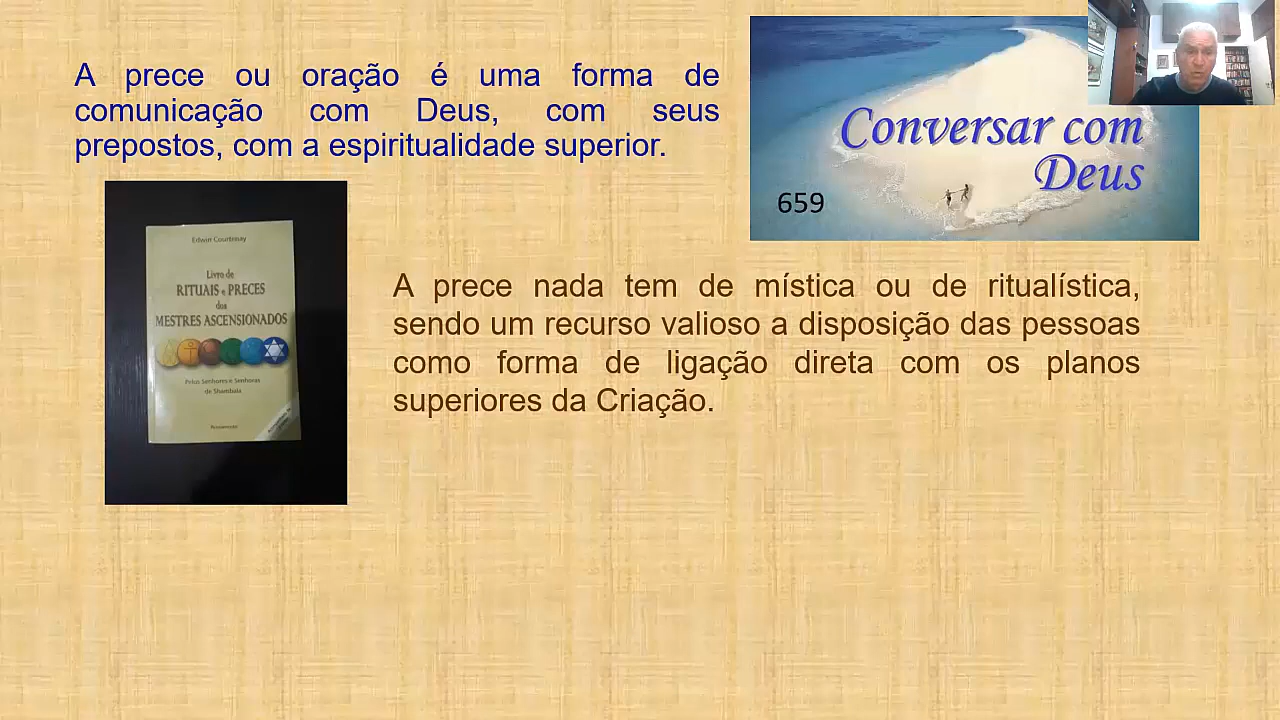 A prece ou oração é uma forma de
comunicação com Deus, com seus
prepostos, com a espiritualidade superior.
Conversar com
Deus
659
Edwin Courtenay
Livro de
RITUAIS e PRECES
dos
MESTRES ASCENSIONADOS
Pelos Senhores e Senhoras
de Shambala
A prece nada tem de mística ou de ritualística,
sendo um recurso valioso a disposição das pessoas
como forma de ligação direta com os planos
superiores da Criação.